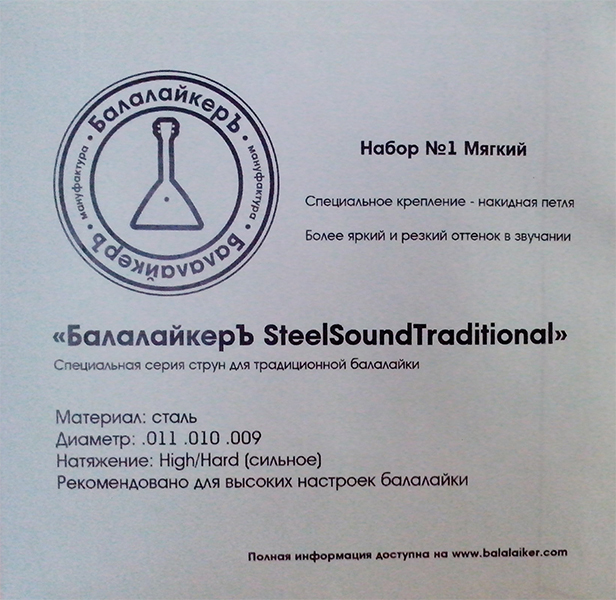 БалалайкерЪ
• мануфактура •
• мануфактура •
БалалайкерЪ
Набор №1 Мягкий
Специальное крепление - накидная петля
Более яркий и резкий оттенок в звучании
«БалалайкерЪ SteelSoundTraditional»
Специальная серия струн для традиционной балалайки
Материал: сталь
Диаметр: .011 .010 .009
Натяжение: High/Hard (сильное)
Рекомендовано для высоких настроек балалайки
Полная информация доступна на www.balalaiker.com